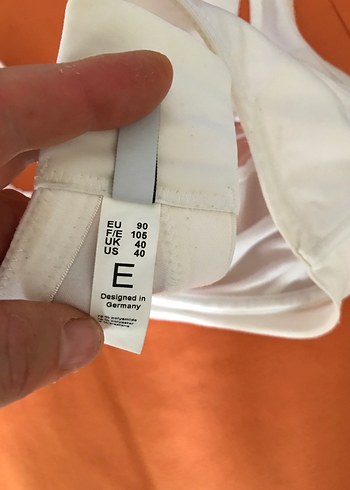 EU 90
F/E 105
UK 40
US 40
E
Designed in
Germany